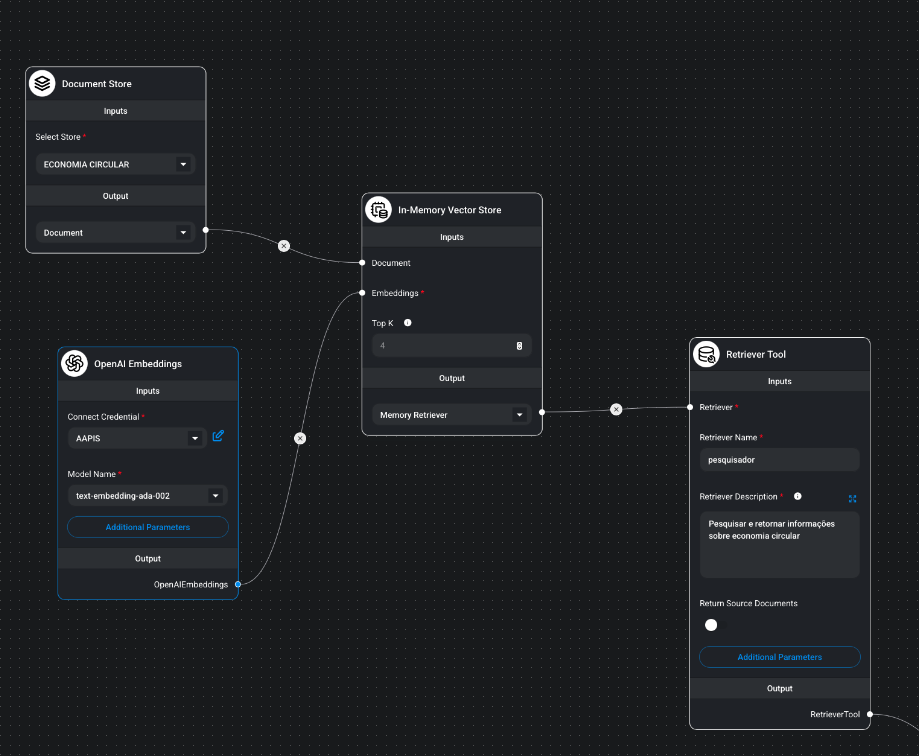 Document Store
Inputs
Select Store *
ECONOMIA CIRCULAR
Output
Document
In-Memory Vector Store
Inputs
Document
Embeddings *
Top K
4
Output
Memory Retriever
OpenAI Embeddings
Inputs
Connect Credential *
AAPIS
Model Name *
text-embedding-ada-002
Additional Parameters
Output
OpenAIEmbeddings
Retriever Tool
Inputs
Retriever *
Retriever Name *
pesquisador
Retriever Description *
Pesquisar e retornar informações
sobre economia circular
Return Source Documents
Additional Parameters
Output
RetrieverTool